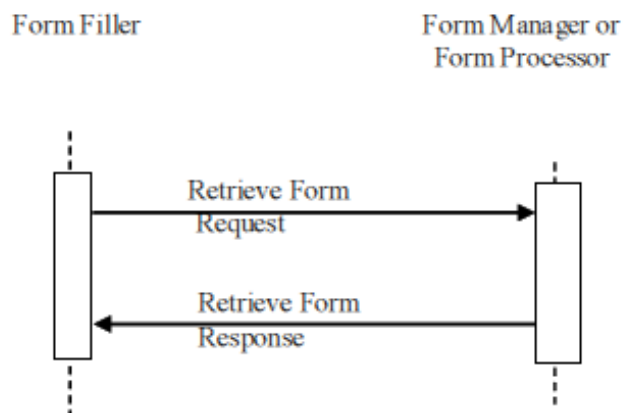 Form Filler
Form Manager or
Form Processor
Retrieve Form
Request
Retrieve Form
Response